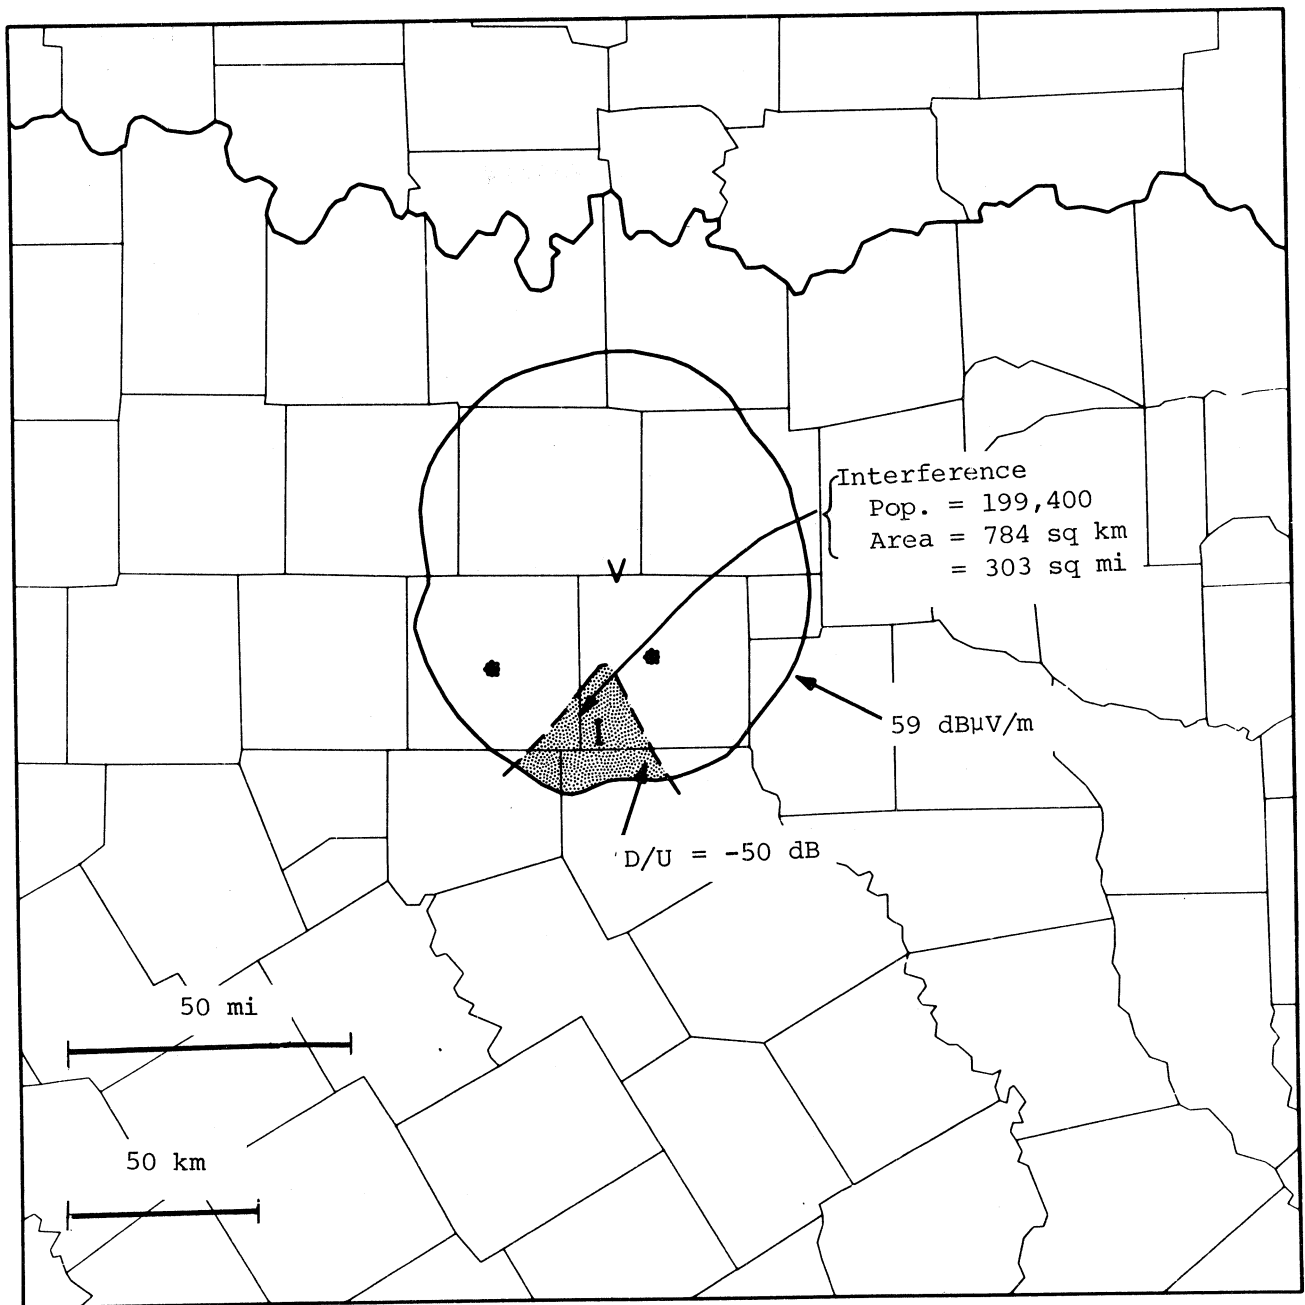 Interference
Pop. = 199,400
Area = 784 sq km
= 303 sq mi
V
I
59 dBµV/m
D/U = -50 dB
50 mi
50 km